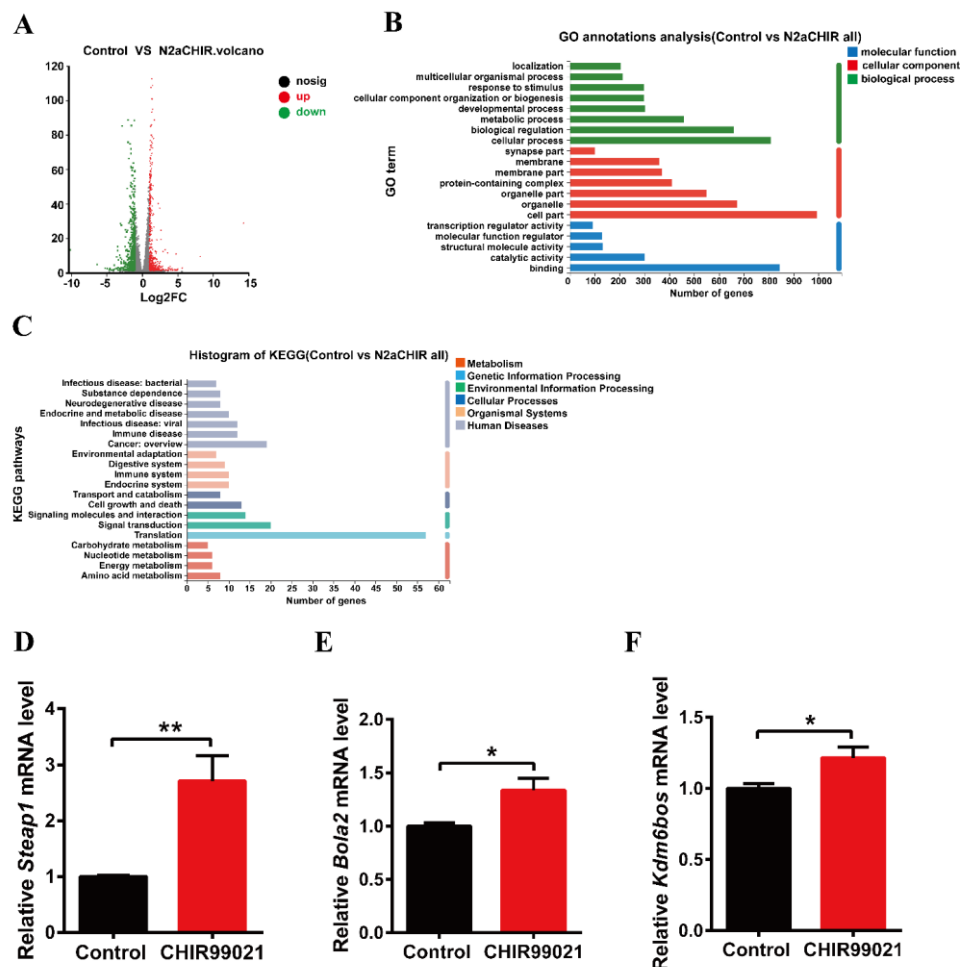 A
Control VS N2aCHIR.volcano
120
100
80
60
40
20
0
-10
-5
0
5
10
15
Log2FC
nosig
up
down
B
GO annotations analysis(Control vs N2aCHIR all)
molecular function
cellular component
biological process
GO term
localization
multicellular organismal process
response to stimulus
cellular component organization or biogenesis
developmental process
metabolic process
biological regulation
cellular process
synapse part
membrane
membrane part
protein-containing complex
organelle part
organelle
cell part
transcription regulator activity
molecular function regulator
structural molecule activity
catalytic activity
binding
0 100 200 300 400 500 600 700 800 900 1000
Number of genes
C
Histogram of KEGG(Control vs N2aCHIR all)
Metabolism
Genetic Information Processing
Environmental Information Processing
Cellular Processes
Organismal Systems
Human Diseases
KEGG pathways
Infectious disease: bacterial
Substance dependence
Neurodegenerative disease
Endocrine and metabolic disease
Infectious disease: viral
Immune disease
Cancer: overview
Environmental adaptation
Digestive system
Immune system
Endocrine system
Transport and catabolism
Cell growth and death
Signaling molecules and interaction
Signal transduction
Translation
Carbohydrate metabolism
Nucleotide metabolism
Energy metabolism
Amino acid metabolism
0 5 10 15 20 25 30 35 40 45 50 55 60
Number of genes
D
Relative Steap1 mRNA level
4
3
2
1
0
**
Control CHIR99021
E
Relative Bola2 mRNA level
2.0
1.5
1.0
0.5
0.0
*
Control CHIR99021
F
Relative Kdm6bos mRNA level
1.5
1.0
0.5
0.0
*
Control CHIR99021